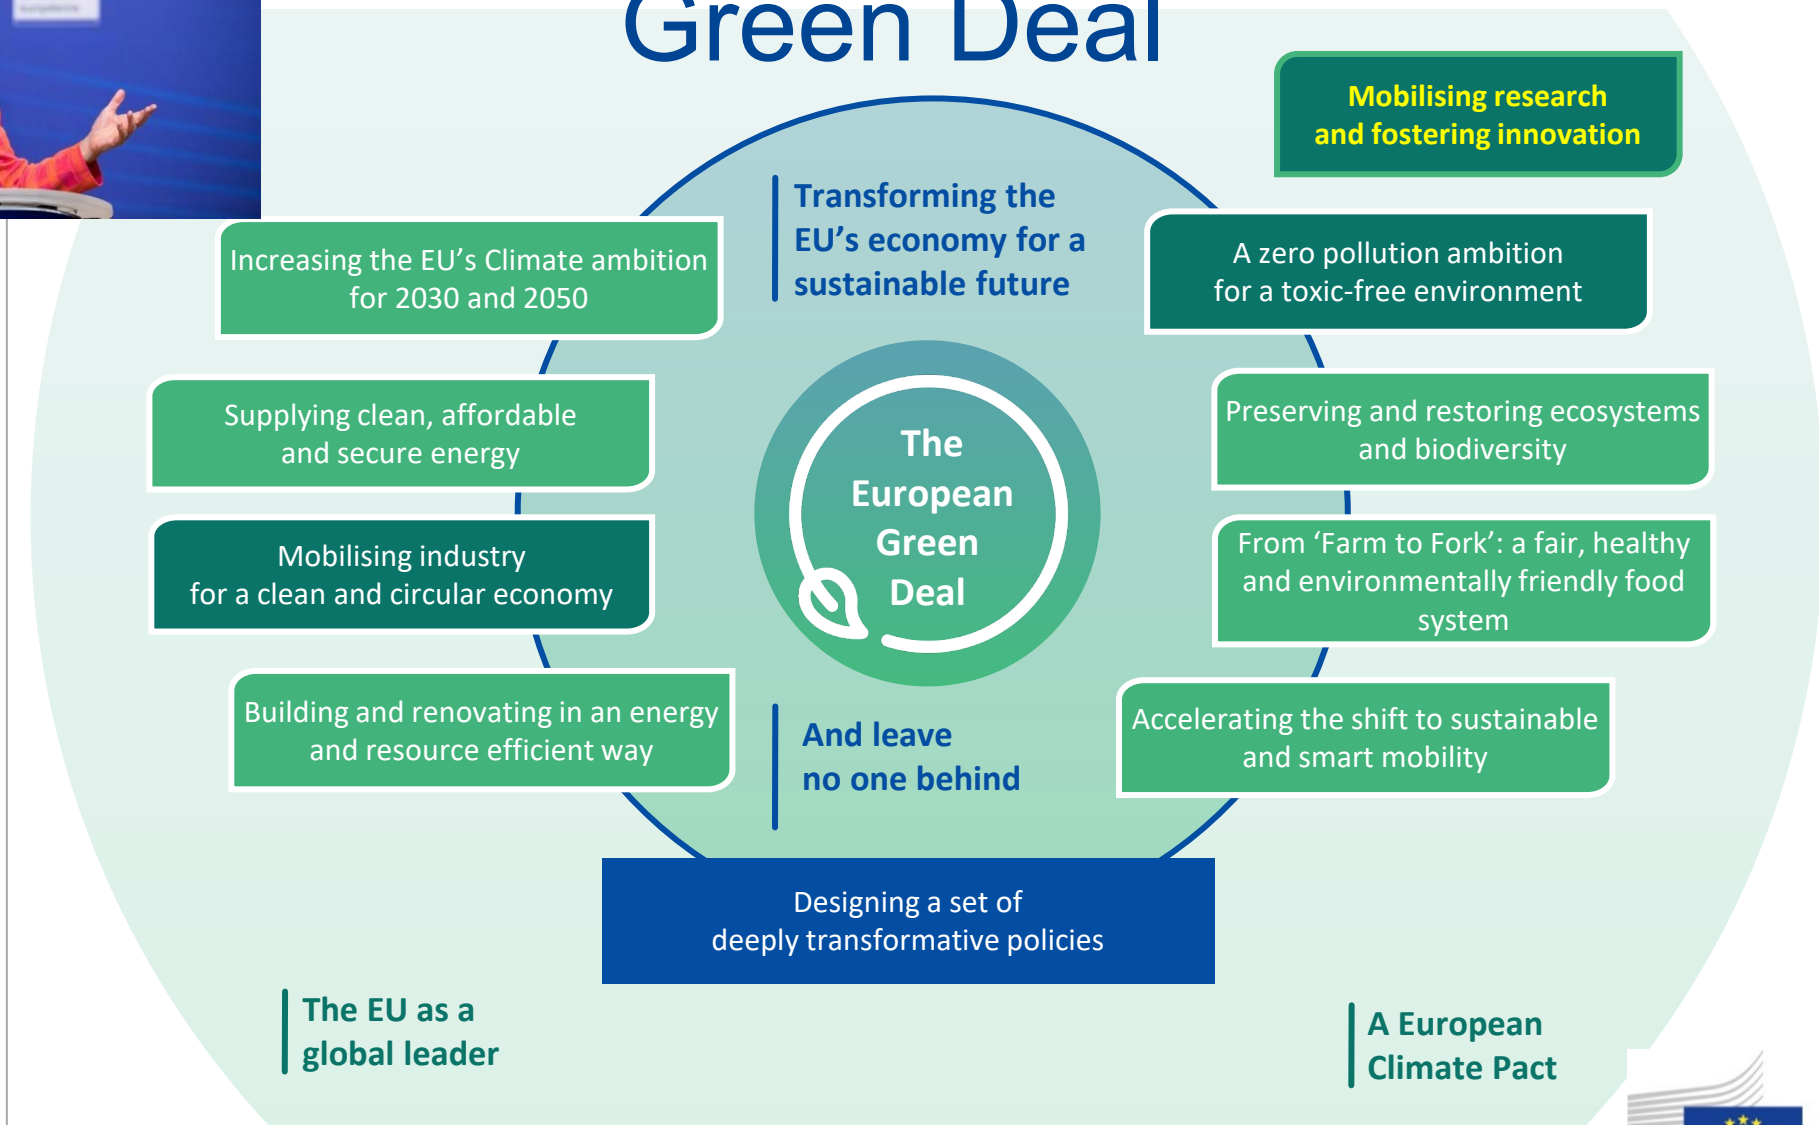 Green Deal
Mobilising research
and fostering innovation
Transforming the
EU’s economy for a
sustainable future
Increasing the EU’s Climate ambition
for 2030 and 2050
A zero pollution ambition
for a toxic-free environment
Supplying clean, affordable
and secure energy
Preserving and restoring ecosystems
and biodiversity
The
European
Green
Deal
Mobilising industry
for a clean and circular economy
From ‘Farm to Fork’: a fair, healthy
and environmentally friendly food
system
Building and renovating in an energy
and resource efficient way
And leave
no one behind
Accelerating the shift to sustainable
and smart mobility
Designing a set of
deeply transformative policies
The EU as a
global leader
A European
Climate Pact